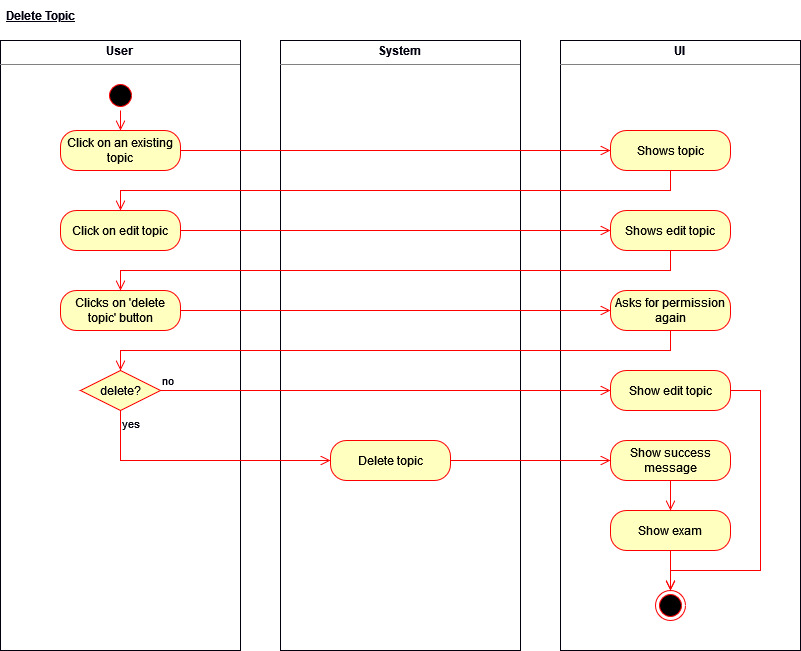 Delete Topic
User
System
UI
Click on an existing
topic
Shows topic
Click on edit topic
Shows edit topic
Clicks on 'delete
topic' button
Asks for permission
again
delete?
no
Show edit topic
yes
Delete topic
Show success
message
Show exam